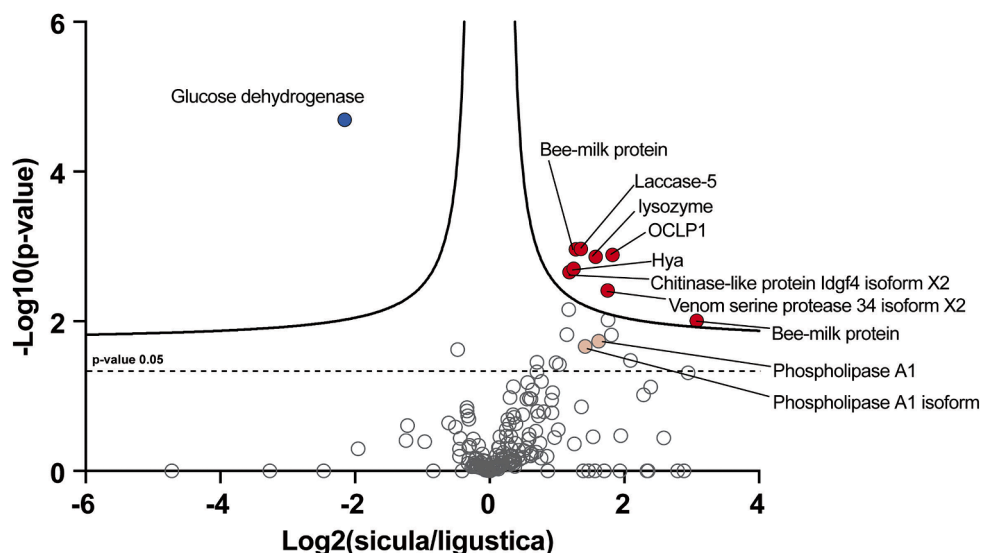 6
Glucose dehydrogenase
4
Bee-milk protein
Laccase-5
lysozyme
OCLP1
Hya
Chitinase-like protein Idgf4 isoform X2
Venom serine protease 34 isoform X2
2
Bee-milk protein
p-value 0.05
Phospholipase A1
Phospholipase A1 isoform
0
-6 -4 -2 0 2 4
-Log10(p-value)
Log2(sicula/ligustica)